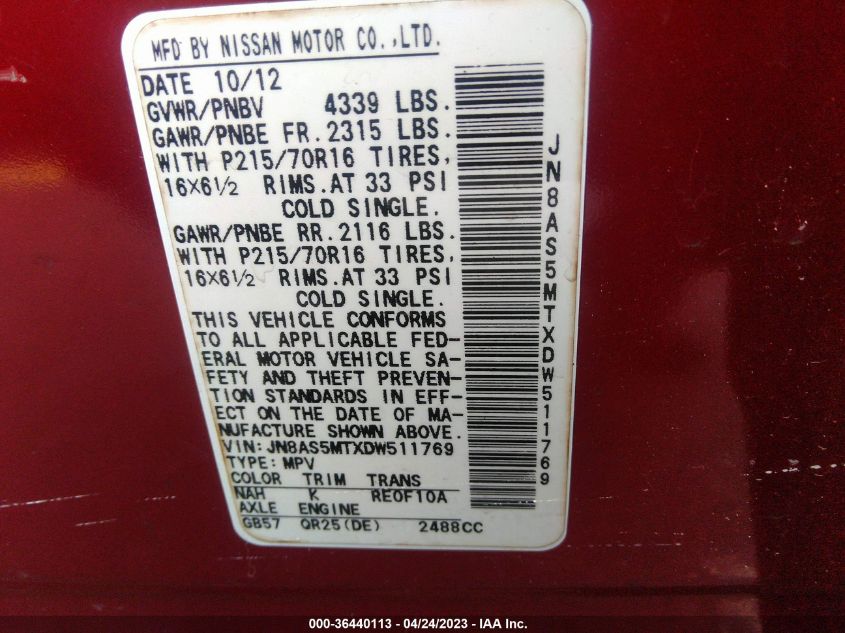 MFD BY NISSAN MOTOR CO.,LTD.
DATE 10/12
GVWR/PNBV 4339 LBS.
GAWR/PNBE FR.2315 LBS.
WITH P215/70R16 TIRES,
16X6½ RIMS.AT 33 PSI
COLD SINGLE.
GAWR/PNBE RR.2116 LBS.
WITH P215/70R16 TIRES,
16X6½ RIMS.AT 33 PSI
COLD SINGLE.
THIS VEHICLE CONFORMS
TO ALL APPLICABLE FED-
ERAL MOTOR VEHICLE SA-
FETY AND THEFT PREVEN-
TION STANDARDS IN EFF-
ECT ON THE DATE OF MA-
NUFACTURE SHOWN ABOVE.
VIN:JN8AS5MTXDW511769
TYPE:MPV
COLOR TRIM TRANS
NAH K RE0F10A
AXLE ENGINE
GB57 QR25(DE) 2488CC
JN8AS5MTXDW511769
000-36440113 - 04/24/2023 - IAA Inc.